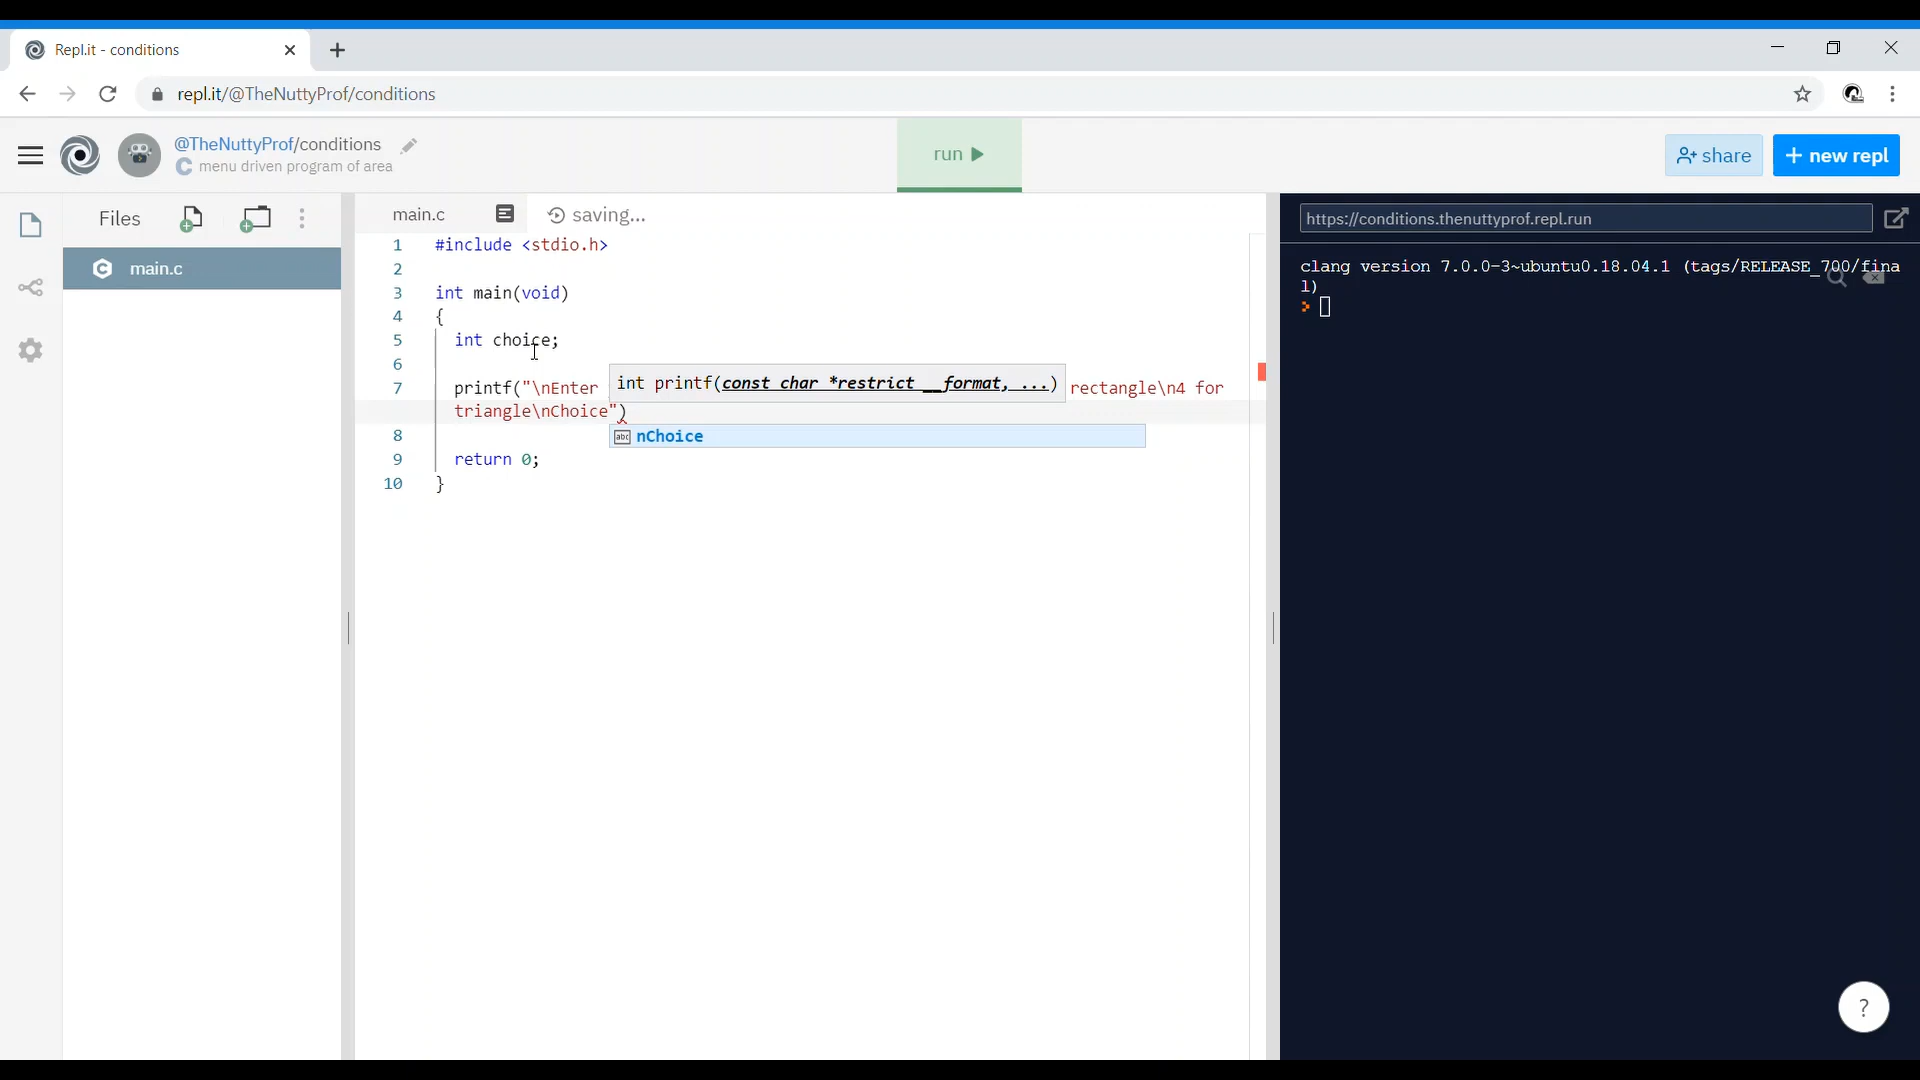 Repl.it - conditions
repl.it/@TheNuttyProf/conditions
@TheNuttyProf/conditions
menu driven program of area
run
share
+ new repl
Files
main.c
saving...
https://conditions.thenuttyprof.repl.run
main.c
1 #include <stdio.h>
2
3 int main(void)
4 {
5 int choice;
6
7 printf("\nEnter int printf(const char *restrict __format, ...) rectangle\n4 for
triangle\nChoice")
8 abc nChoice
9 return 0;
10 }
clang version 7.0.0-3~ubuntu0.18.04.1 (tags/RELEASE_700/fina
l)
>
?